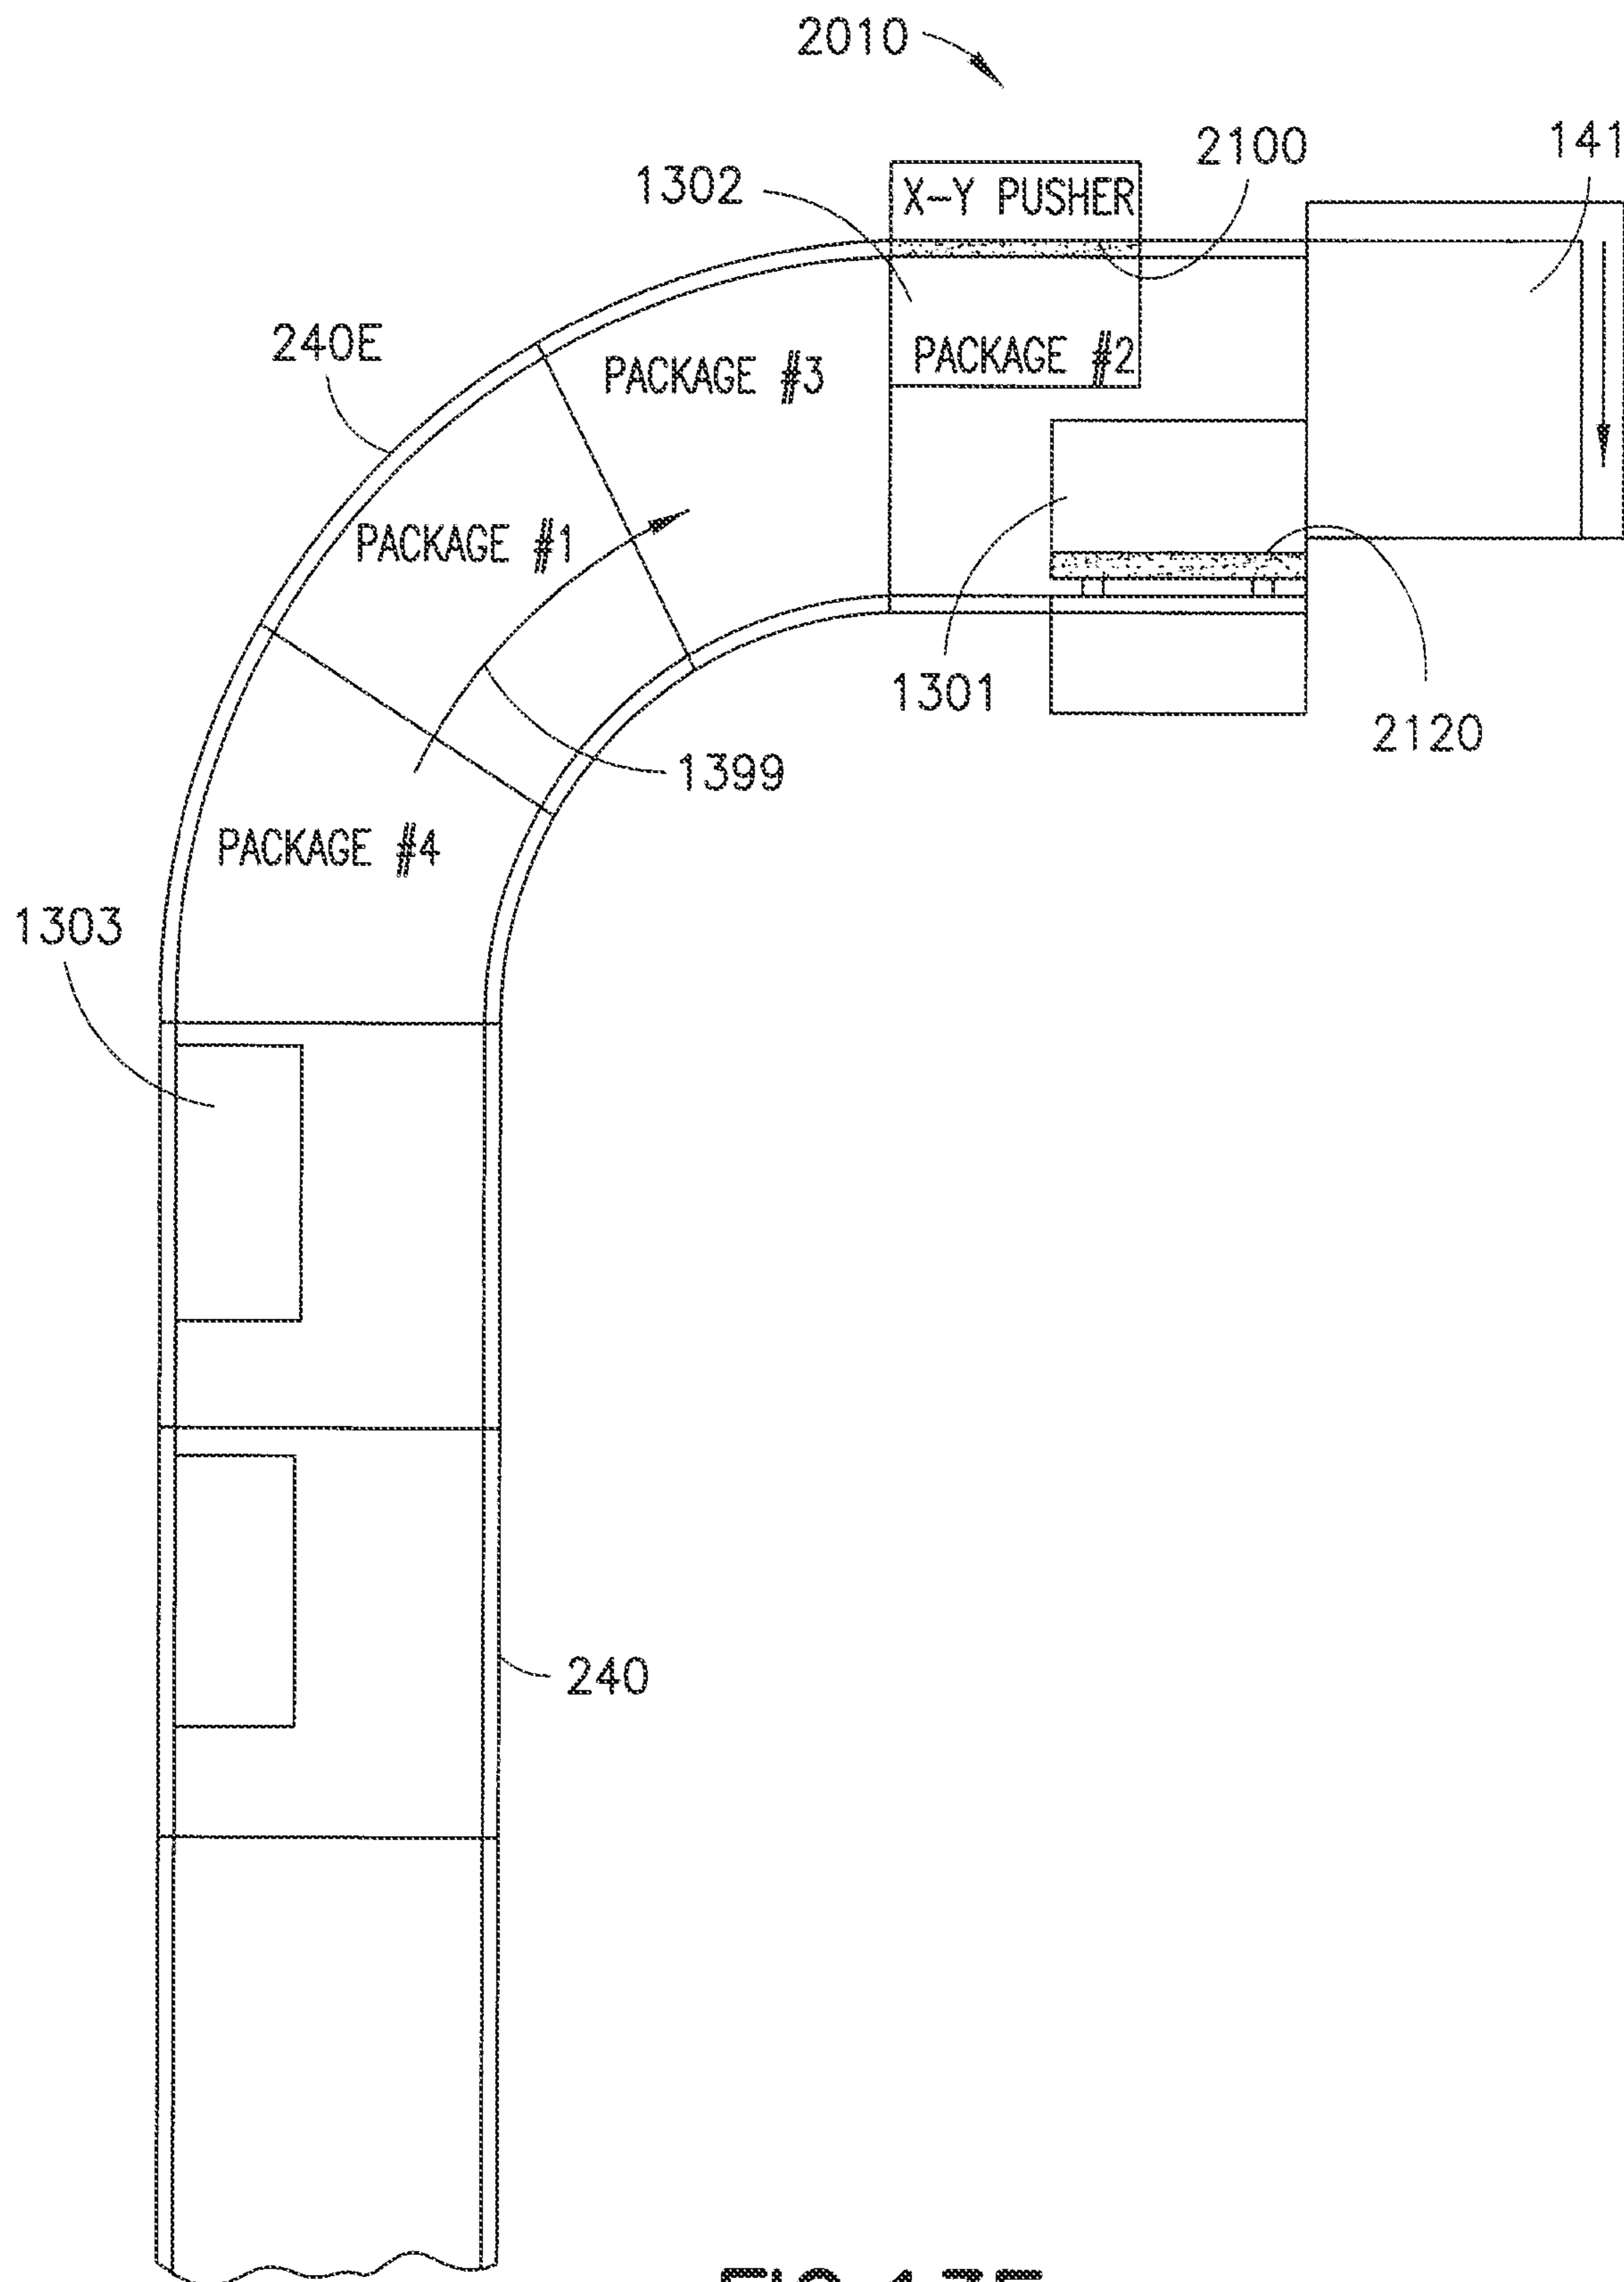 2010
2100
141
1302
X-Y PUSHER
240E
PACKAGE #3
PACKAGE #2
PACKAGE #1
1301
2120
1399
PACKAGE #4
1303
240